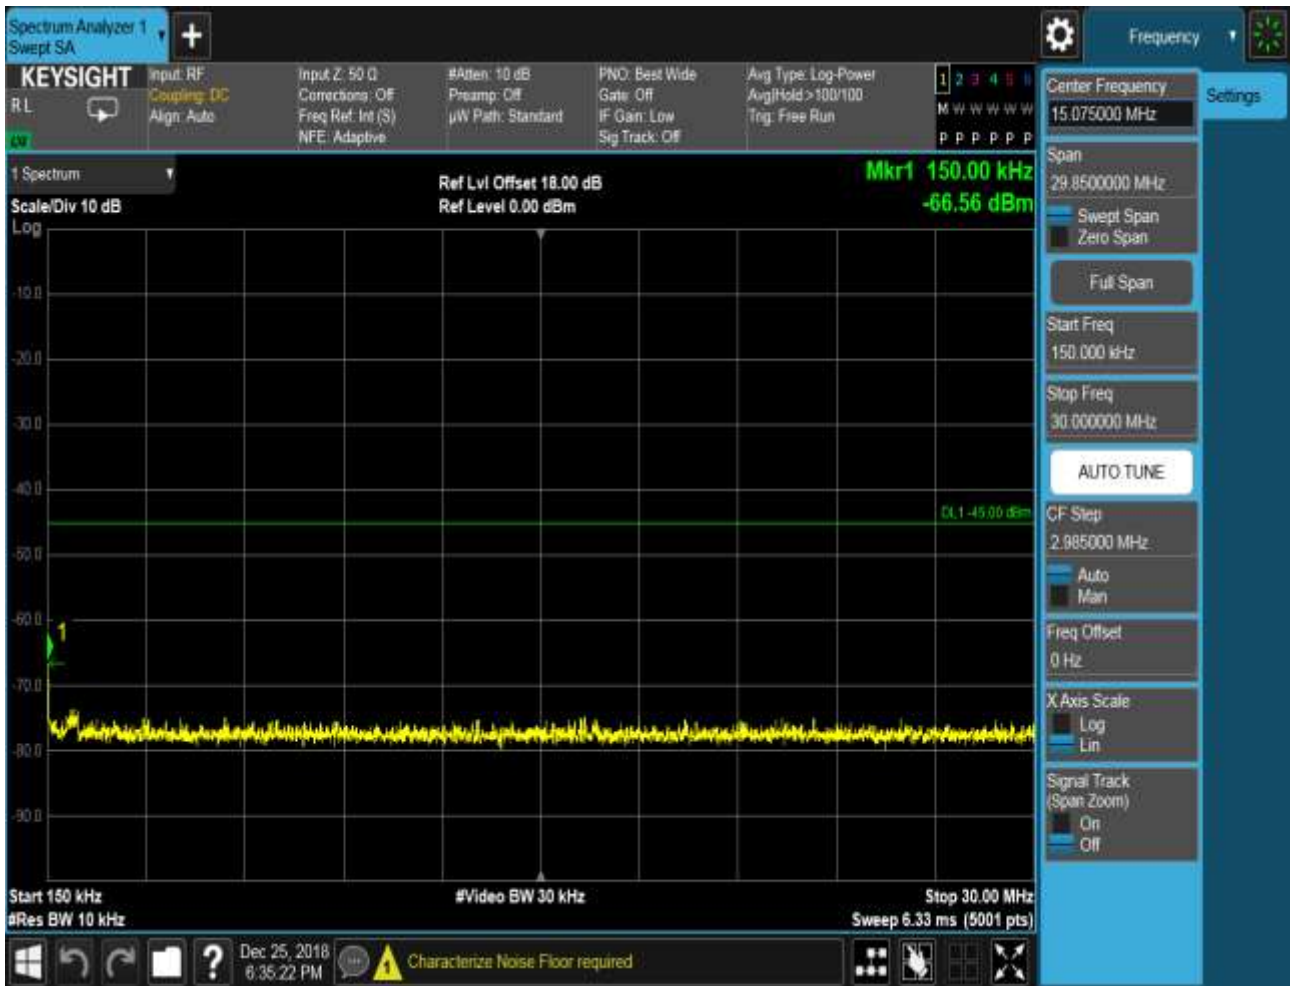 Spectrum Analyzer 1
Swept SA
Frequency
KEYSIGHT
RL
Input: RF
Coupling: DC
Align: Auto
Input Z: 50 Ω
Corrections: Off
Freq Ref: Int (S)
NFE: Adaptive
#Atten: 10 dB
Preamp: Off
µW Path: Standard
PNO: Best Wide
Gate: Off
IF Gain: Low
Sig Track: Off
Avg Type: Log-Power
Avg|Hold:>100/100
Trig: Free Run
1 2 3 4 5 6
M W W W W W
P P P P P P
1 Spectrum
Scale/Div 10 dB
Log
Ref Lvl Offset 18.00 dB
Ref Level 0.00 dBm
Mkr1 150.00 kHz
-66.56 dBm
-10.0
-20.0
-30.0
-40.0
DL1 -45.00 dBm
-50.0
-60.0
1
-70.0
-80.0
-90.0
Start 150 kHz
#Video BW 30 kHz
Stop 30.00 MHz
#Res BW 10 kHz
Sweep 6.33 ms (5001 pts)
Center Frequency
15.075000 MHz
Settings
Span
29.8500000 MHz
Swept Span
Zero Span
Full Span
Start Freq
150.000 kHz
Stop Freq
30.000000 MHz
AUTO TUNE
CF Step
2.985000 MHz
Auto
Man
Freq Offset
0 Hz
X Axis Scale
Log
Lin
Signal Track
(Span Zoom)
On
Off
?
Dec 25, 2018
6:35:22 PM
1
Characterize Noise Floor required